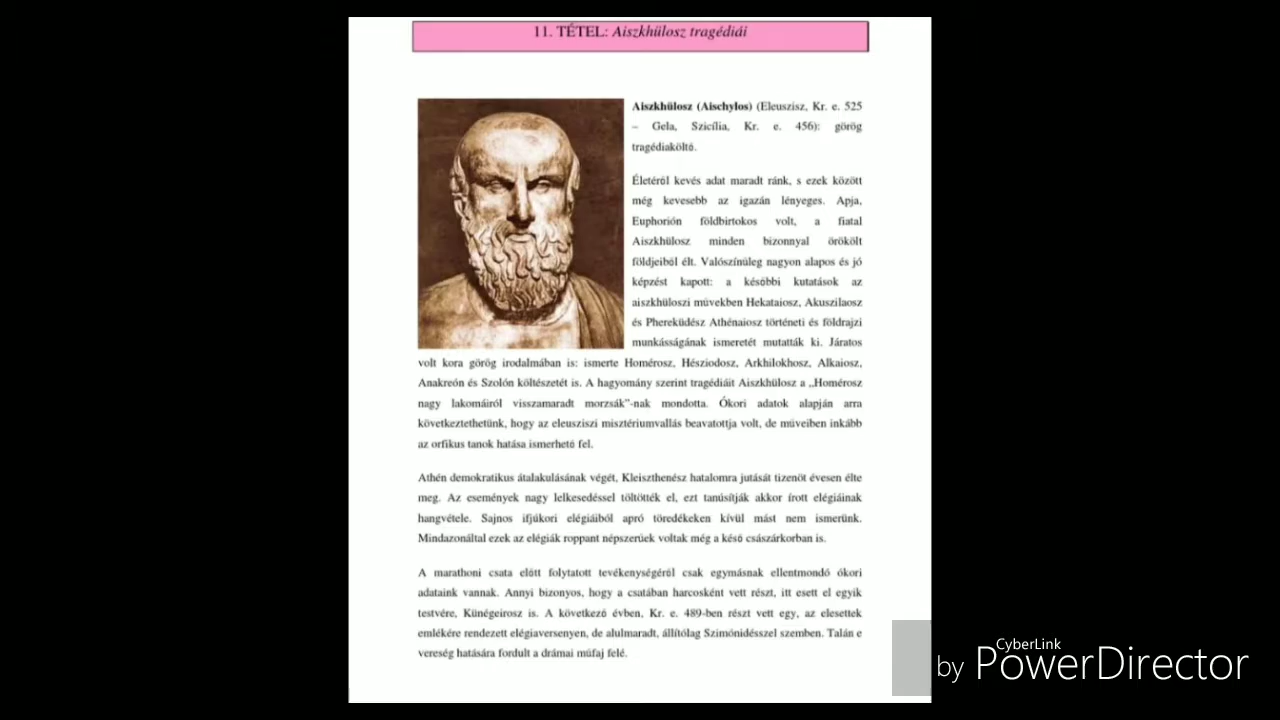 11. TÉTEL: Aiszkhülosz tragédiái
Aiszkhülosz (Aischylos) (Eleuszisz, Kr. e. 525
– Gela, Szicília, Kr. e. 456): görög
tragédiaköltő.
Életéről kevés adat maradt ránk, s ezek között
még kevesebb az igazán lényeges. Apja,
Euphorión földbirtokos volt, a fiatal
Aiszkhülosz minden bizonnyal örökölt
földjeiből élt. Valószínűleg nagyon alapos és jó
képzést kapott: a későbbi kutatások az
aiszkhüloszi művekben Hekataiosz, Akuszilaosz
és Phereküdész Athénaiosz történeti és földrajzi
munkásságának ismeretét mutatták ki. Járatos
volt kora görög irodalmában is: ismerte Homérosz, Hésziodosz, Arkhilokhosz, Alkaiosz,
Anakreón és Szolón költészetét is. A hagyomány szerint tragédiáit Aiszkhülosz a „Homérosz
nagy lakomáiról visszamaradt morzsák”-nak mondotta. Ókori adatok alapján arra
következtethetünk, hogy az eleusziszi misztériumvallás beavatottja volt, de műveiben inkább
az orfikus tanok hatása ismerhető fel.
Athén demokratikus átalakulásának végét, Kleiszthenész hatalomra jutását tizenöt évesen élte
meg. Az események nagy lelkesedéssel töltötték el, ezt tanúsítják akkor írott elégiáinak
hangvétele. Sajnos ifjúkori elégiáiból apró töredékeken kívül mást nem ismerünk.
Mindazonáltal ezek az elégiák roppant népszerűek voltak még a késő császárkorban is.
A marathoni csata előtt folytatott tevékenységéről csak egymásnak ellentmondó ókori
adataink vannak. Annyi bizonyos, hogy a csatában harcosként vett részt, itt esett el egyik
testvére, Künégeirosz is. A következő évben, Kr. e. 489-ben részt vett egy, az elesettek
emlékére rendezett elégiaversenyen, de alulmaradt, állítólag Szimónidésszel szemben. Talán e
vereség hatására fordult a drámai műfaj felé.
by CyberLink PowerDirector